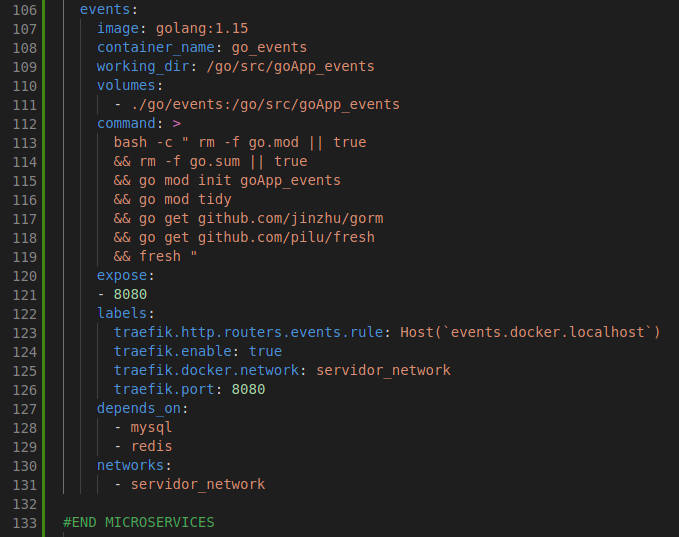 106 events:
107 image: golang:1.15
108 container_name: go_events
109 working_dir: /go/src/goApp_events
110 volumes:
111 - ./go/events:/go/src/goApp_events
112 command: >
113 bash -c " rm -f go.mod || true
114 && rm -f go.sum || true
115 && go mod init goApp_events
116 && go mod tidy
117 && go get github.com/jinzhu/gorm
118 && go get github.com/pilu/fresh
119 && fresh "
120 expose:
121 - 8080
122 labels:
123 traefik.http.routers.events.rule: Host(`events.docker.localhost`)
124 traefik.enable: true
125 traefik.docker.network: servidor_network
126 traefik.port: 8080
127 depends_on:
128 - mysql
129 - redis
130 networks:
131 - servidor_network
132
133 #END MICROSERVICES